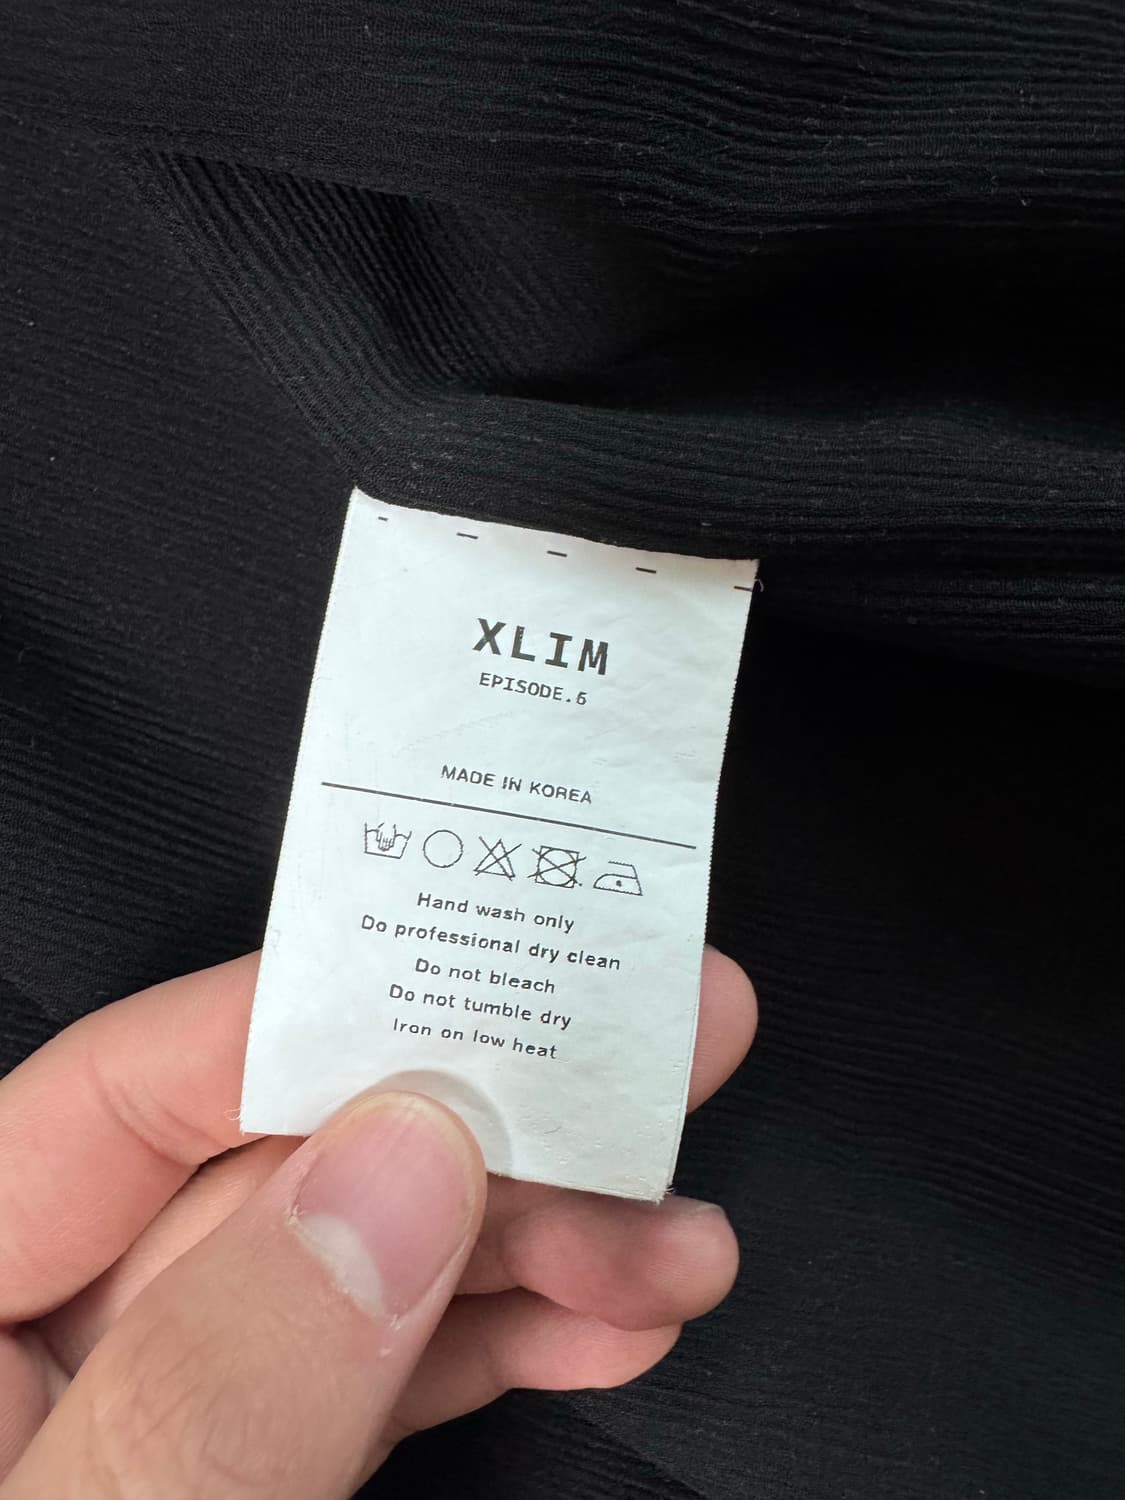 XLIM
EPISODE.6
MADE IN KOREA
Hand wash only
Do professional dry clean
Do not bleach
Do not tumble dry
Iron on low heat